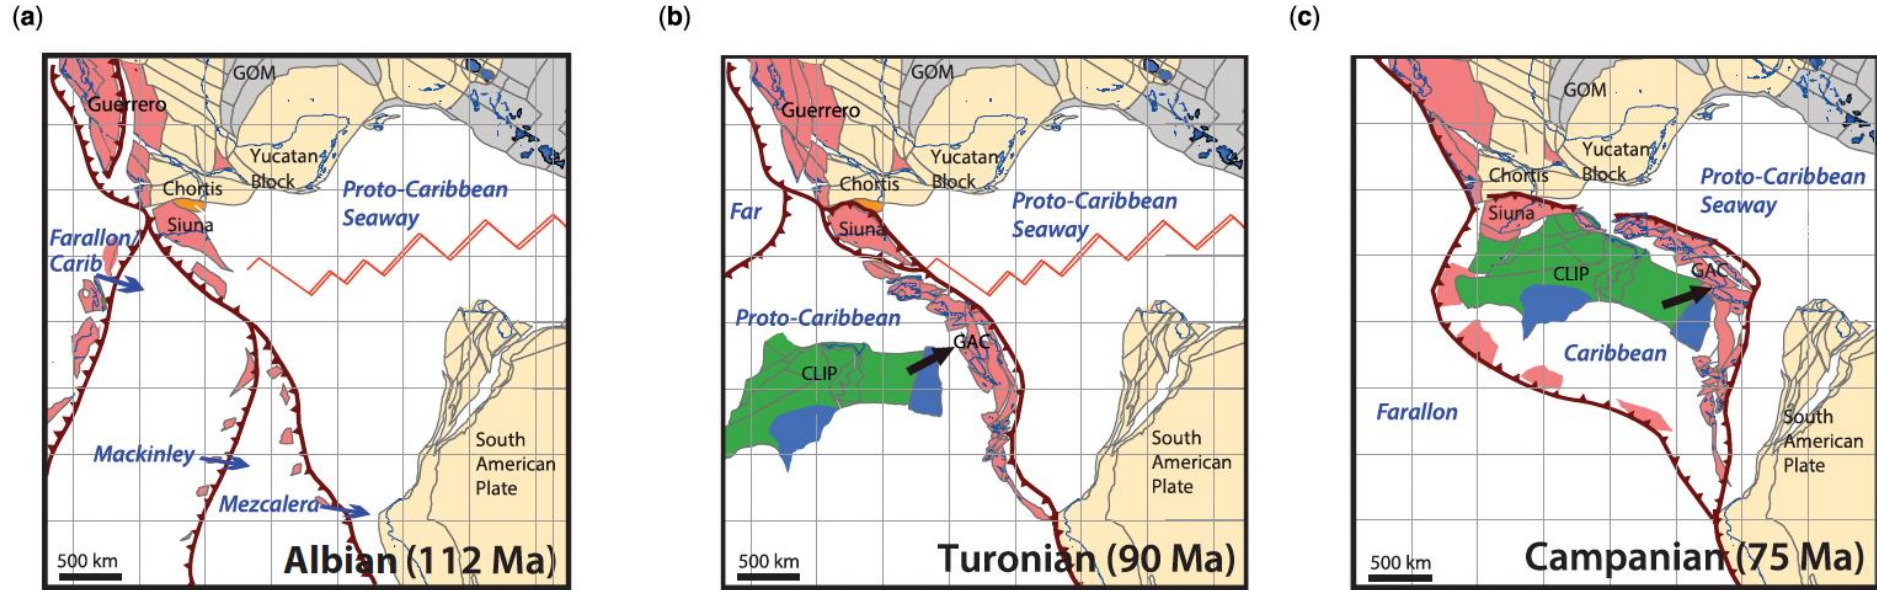 (a)
GOM
Guerrero
Yucatan
Block
Chortis
Proto-Caribbean
Seaway
Siuna
Farallon/
Carib
Mackinley
South
American
Plate
Mezcalera
500 km
Albian (112 Ma)
(b)
GOM
Guerrero
Yucatan
Block
Chortis
Far
Proto-Caribbean
Seaway
Siuna
Proto-Caribbean
GAC
CLIP
South
American
Plate
500 km
Turonian (90 Ma)
(c)
GOM
Yucatan
Block
Chortis
Proto-Caribbean
Seaway
Siuna
CLIP
GAC
Caribbean
Farallon
South
American
Plate
500 km
Campanian (75 Ma)